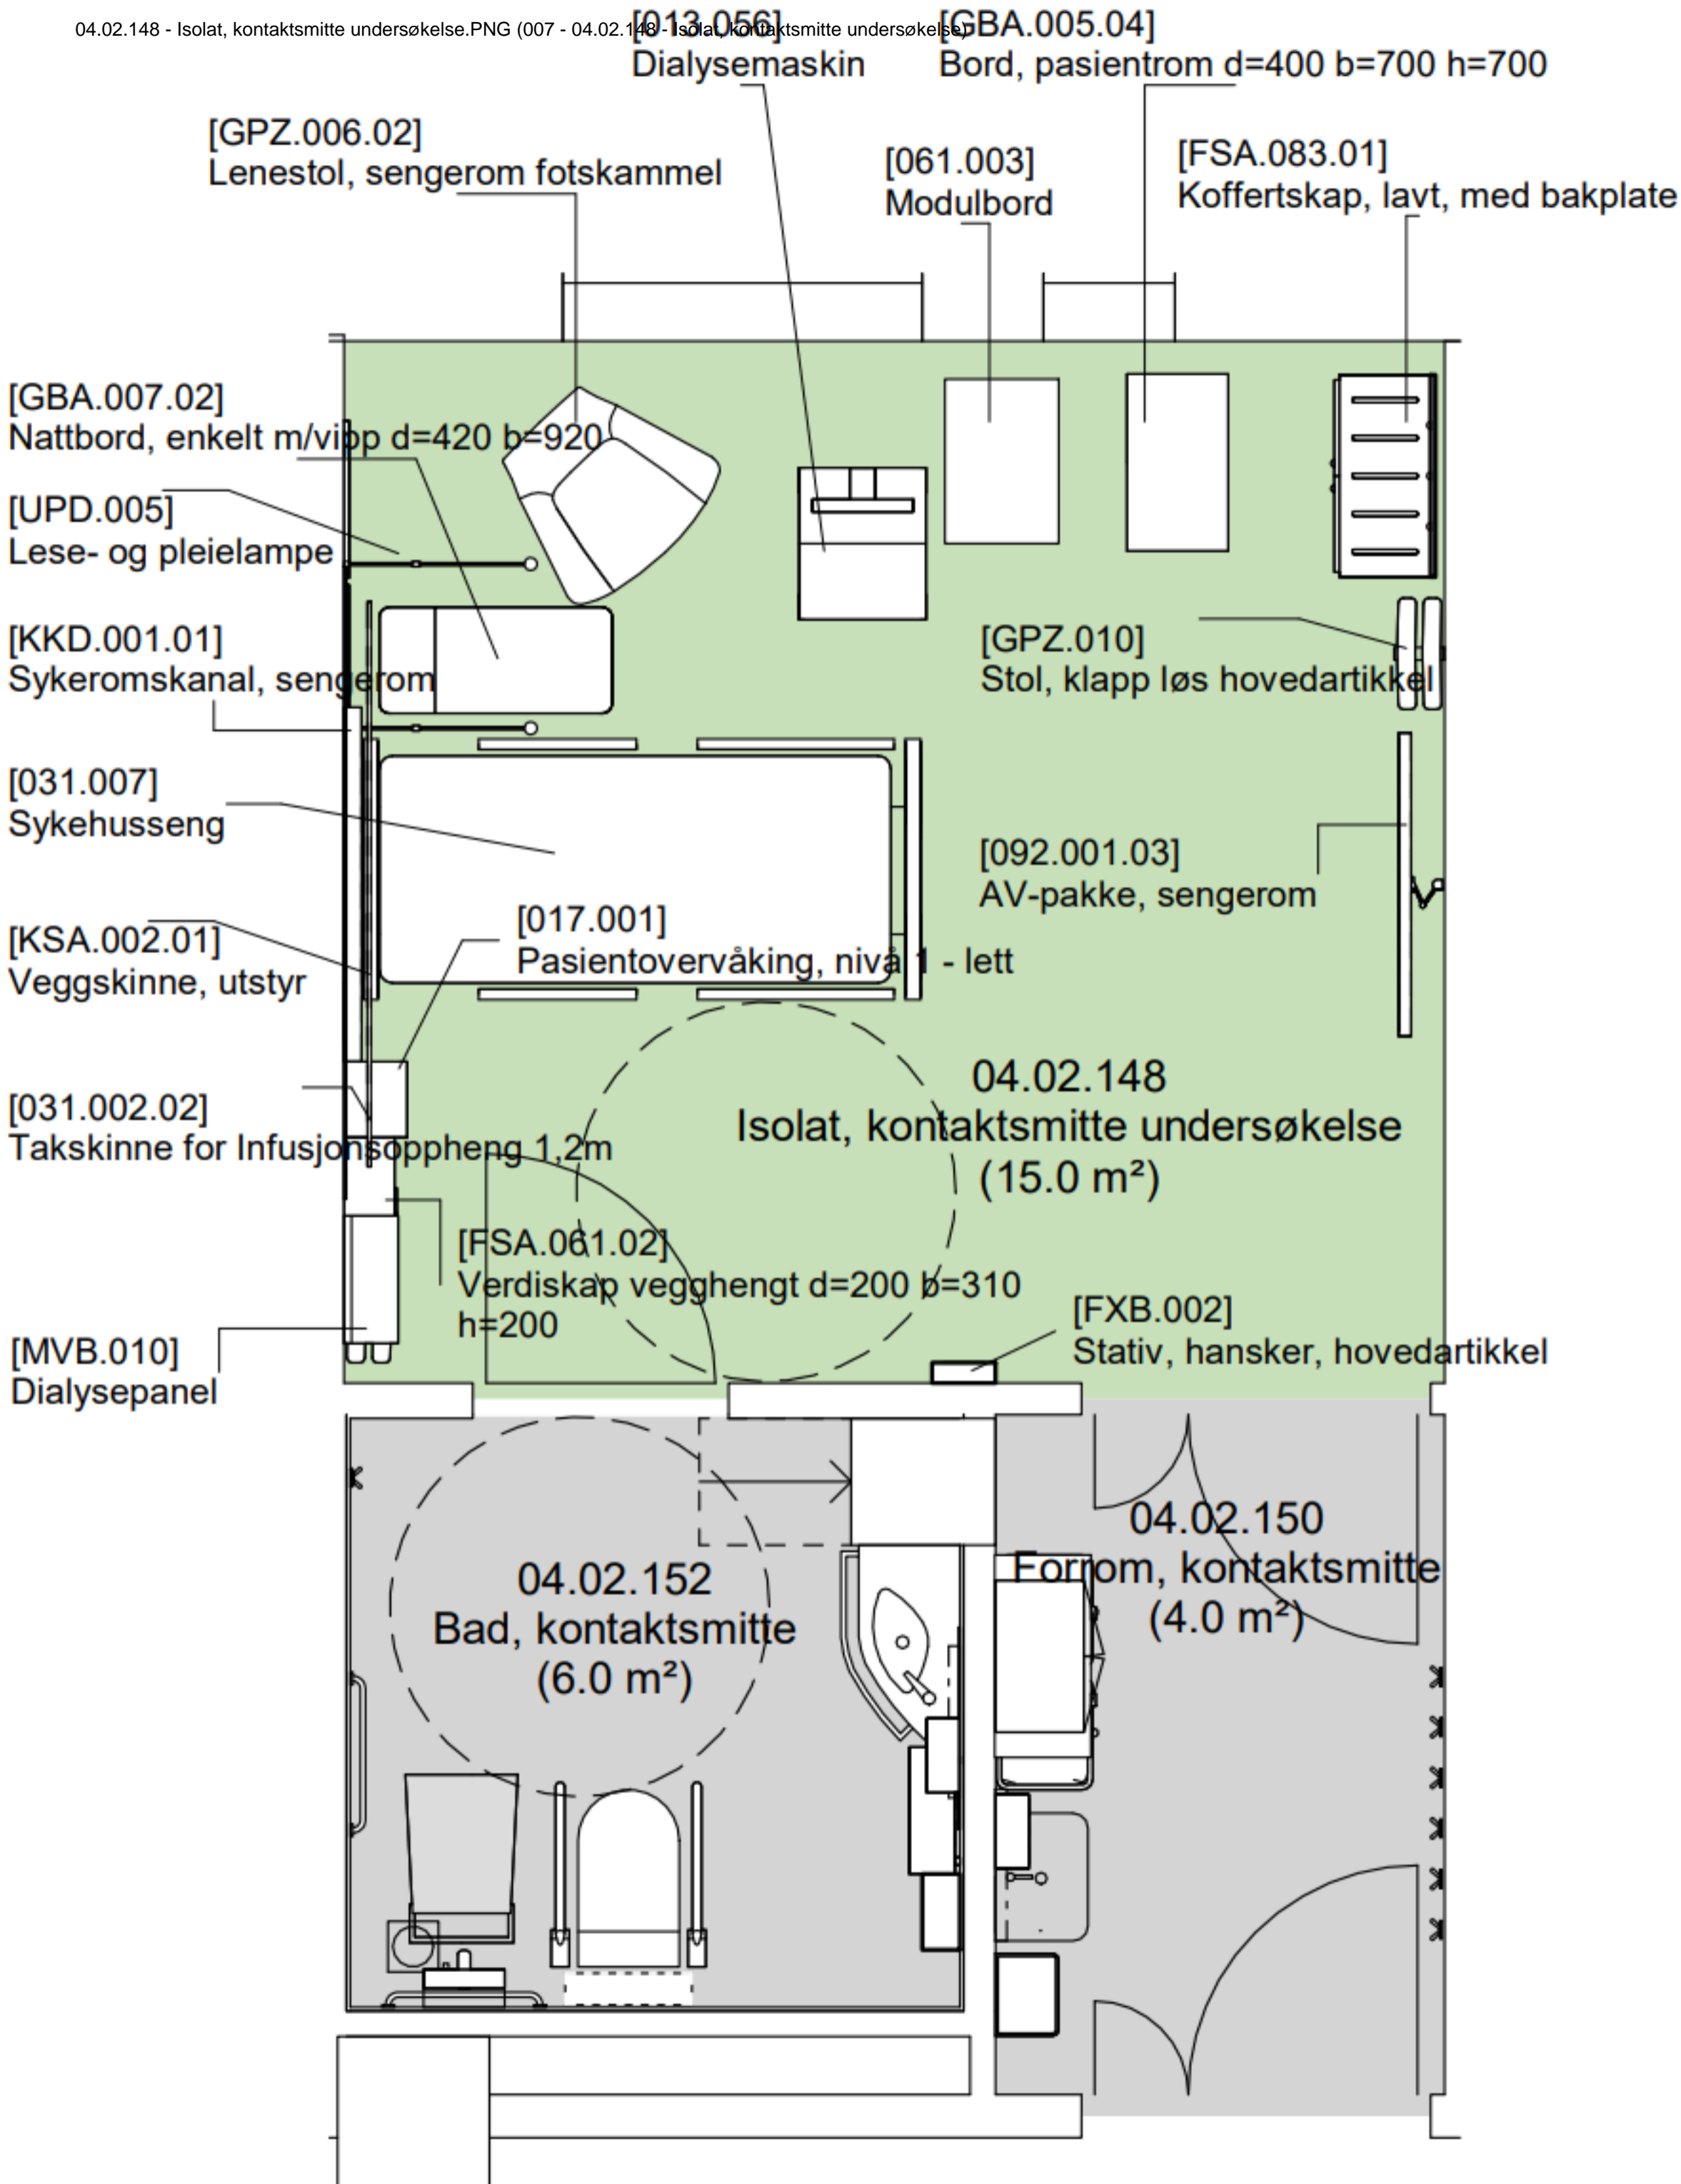 04.02.148 - Isolat, kontaktsmitte undersøkelse.PNG (007 - 04.02.148 - Isolat, kontaktsmitte undersøkelse)
[013.056]
Dialysemaskin
[GBA.005.04]
Bord, pasientrom d=400 b=700 h=700
[GPZ.006.02]
Lenestol, sengerom fotskammel
[061.003]
Modulbord
[FSA.083.01]
Koffertskap, lavt, med bakplate
[GBA.007.02]
Nattbord, enkelt m/vipp d=420 b=920
[UPD.005]
Lese- og pleielampe
[KKD.001.01]
Sykeromskanal, sengerom
[GPZ.010]
Stol, klapp løs hovedartikkel
[031.007]
Sykehusseng
[092.001.03]
AV-pakke, sengerom
[KSA.002.01]
Veggskinne, utstyr
[017.001]
Pasientovervåking, nivå 1 - lett
[031.002.02]
Takskinne for Infusjonsoppheng 1,2m
04.02.148
Isolat, kontaktsmitte undersøkelse
(15.0 m²)
[FSA.061.02]
Verdiskap vegghengt d=200 b=310
h=200
[FXB.002]
Stativ, hansker, hovedartikkel
[MVB.010]
Dialysepanel
04.02.150
Forrom, kontaktsmitte
(4.0 m²)
04.02.152
Bad, kontaktsmitte
(6.0 m²)